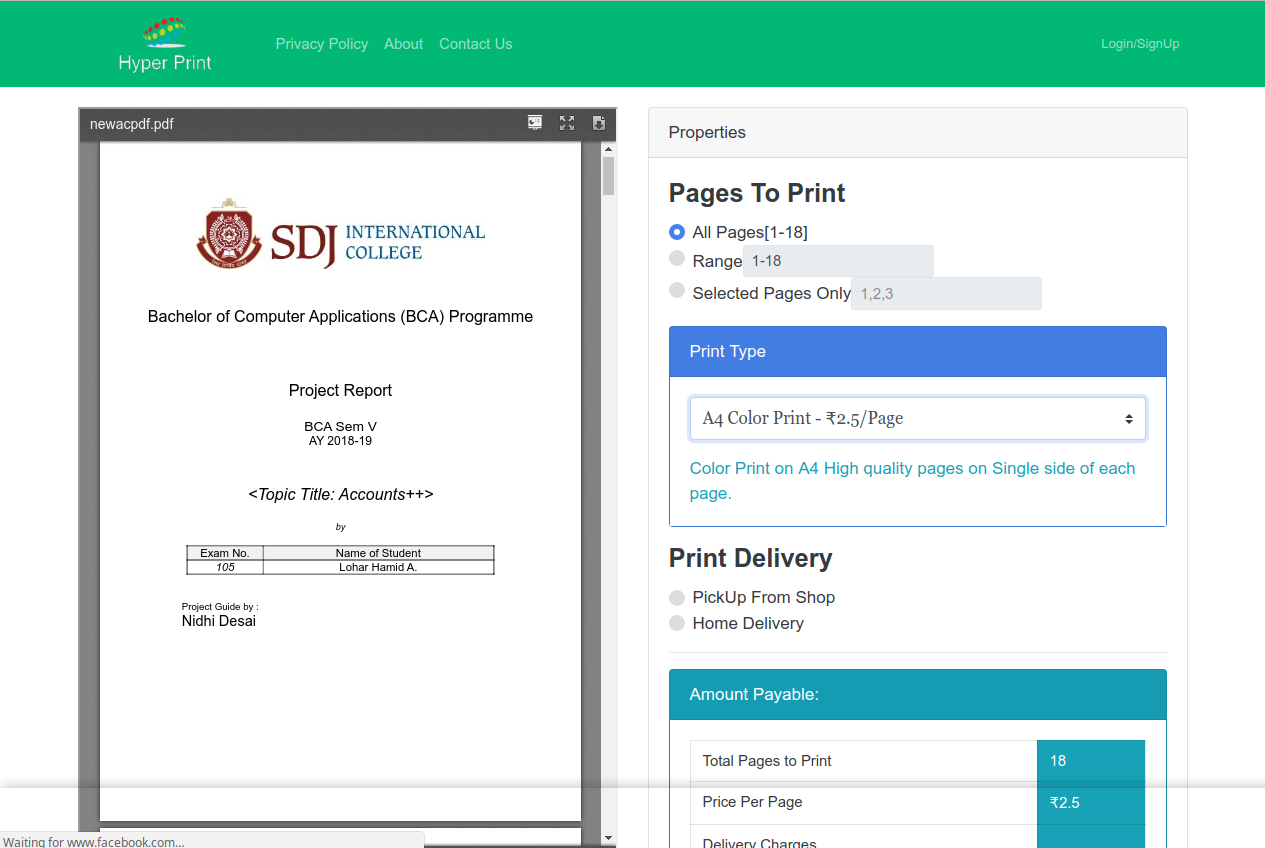 Hyper Print
Privacy Policy About Contact Us
Login/SignUp
newacpdf.pdf
SDJ INTERNATIONAL
COLLEGE
Bachelor of Computer Applications (BCA) Programme
Project Report
BCA Sem V
AY 2018-19
<Topic Title: Accounts++>
by
Exam No. Name of Student
105 Lohar Hamid A.
Project Guide by :
Nidhi Desai
Properties
Pages To Print
All Pages[1-18]
Range 1-18
Selected Pages Only 1,2,3
Print Type
A4 Color Print - ₹2.5/Page
Color Print on A4 High quality pages on Single side of each
page.
Print Delivery
PickUp From Shop
Home Delivery
Amount Payable:
Total Pages to Print 18
Price Per Page ₹2.5
Delivery Charges
Waiting for www.facebook.com...